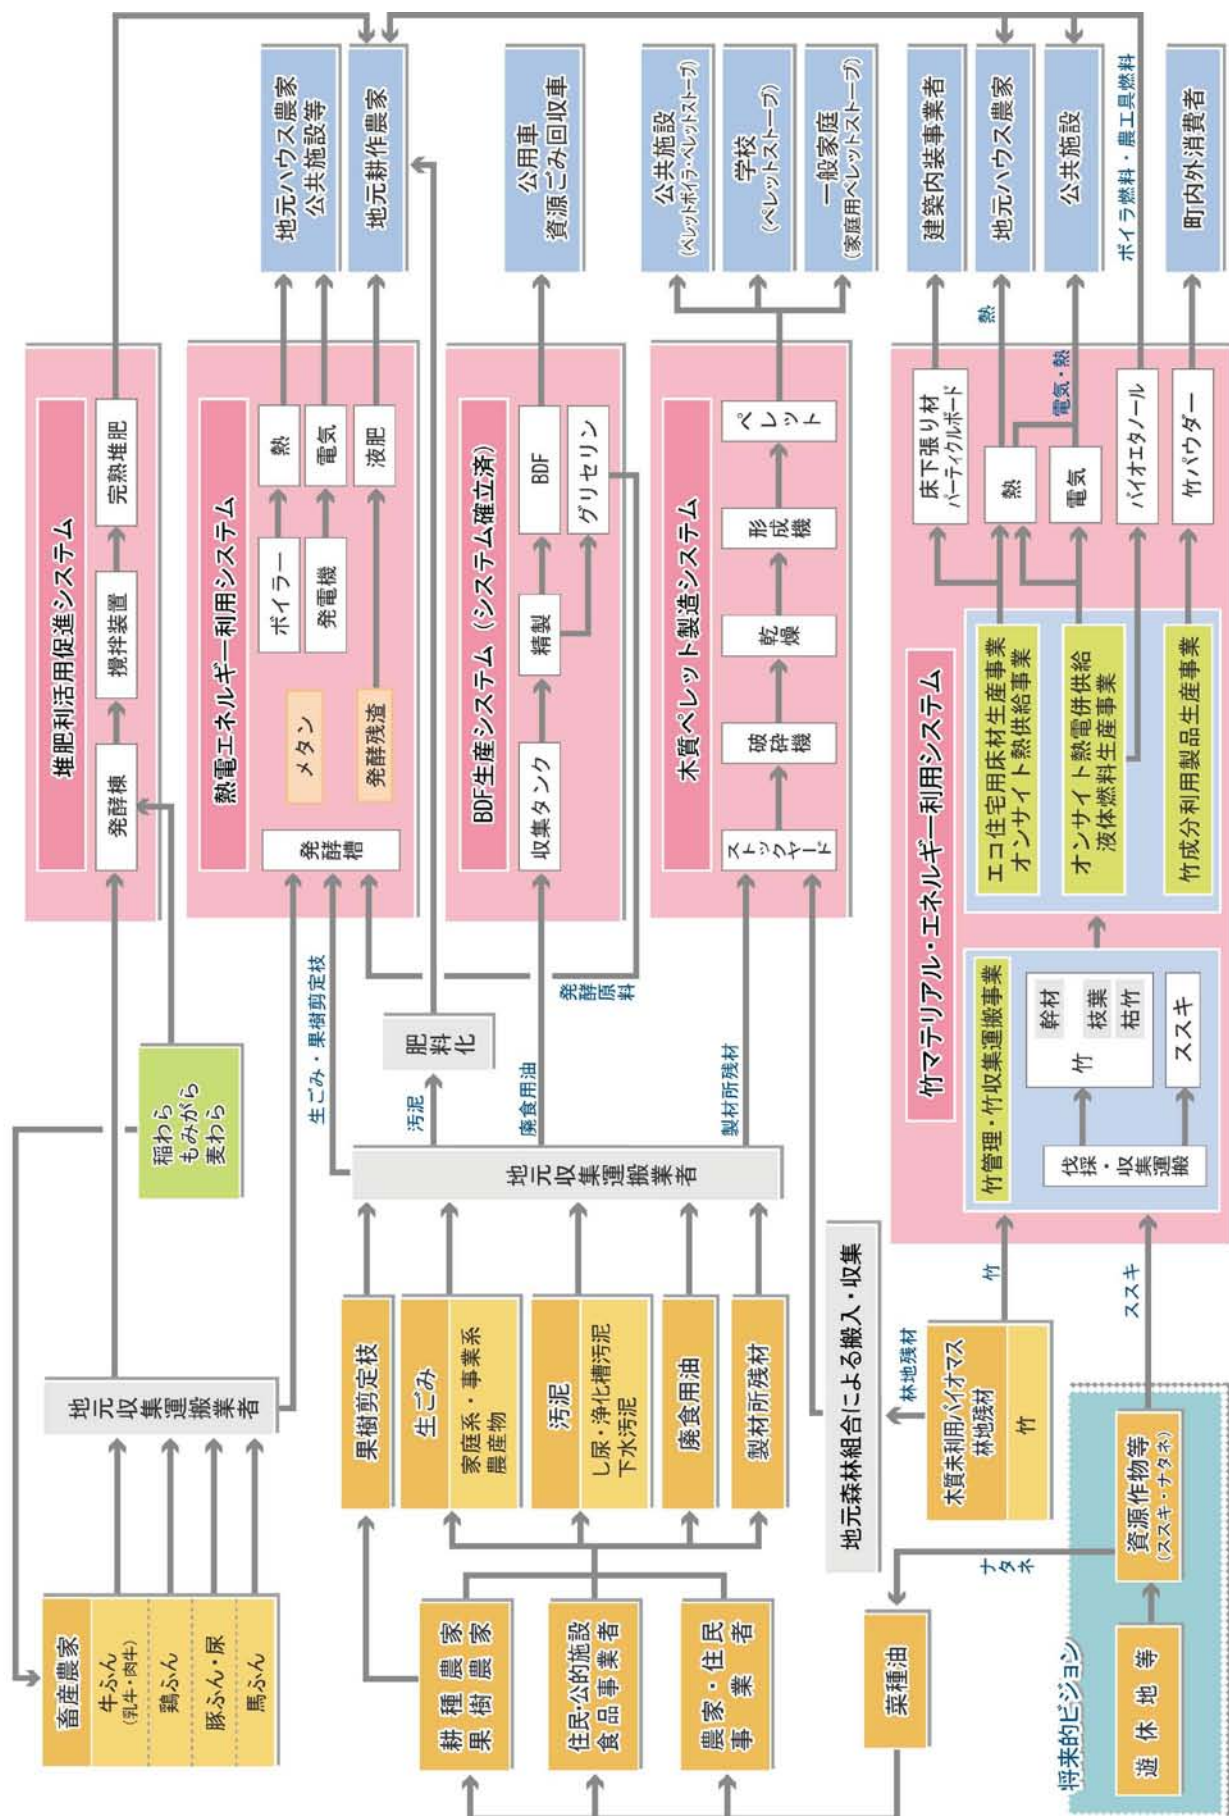 畜産農家
牛ふん
(乳牛・肉牛)
鶏ふん
豚ふん・尿
馬ふん
地元収集運搬業者
稲わら
もみがら
麦わら
堆肥利活用促進システム
発酵棟
攪拌装置
完熟堆肥
熱電エネルギー利用システム
発酵槽
メタン
発酵残渣
ボイラー
発電機
熱
電気
液肥
地元ハウス農家
公共施設等
地元耕作農家
耕種農家
果樹農家
住民・公的施設
食品事業者
農家・住民
事業者
果樹剪定枝
生ごみ
家庭系・事業系
農産物
汚泥
し尿・浄化槽汚泥
下水汚泥
廃食用油
製材所残材
地元収集運搬業者
生ごみ・果樹剪定枝
汚泥
肥料化
廃食用油
発酵原料
製材所残材
BDF生産システム(システム確立済)
収集タンク
精製
BDF
グリセリン
公用車
資源ごみ回収車
木質ペレット製造システム
ストックヤード
破砕機
乾燥
形成機
ペレット
公共施設
(ペレットボイラ・ペレットストーブ)
学校
(ペレットストーブ)
一般家庭
(家庭用ペレットストーブ)
地元森林組合による搬入・収集
林地残材
木質未利用バイオマス
林地残材
竹
竹
ススキ
菜種油
ナタネ
将来的ビジョン
遊休地等
資源作物等
(ススキ・ナタネ)
竹マテリアル・エネルギー利用システム
竹管理・竹収集運搬事業
伐採・収集運搬
竹
幹材
枝葉
枯竹
ススキ
エコ住宅用床材生産事業
オンサイト熱供給事業
オンサイト熱電併供給
液体燃料生産事業
竹成分利用製品生産事業
床下張り材
パーティクルボード
熱
電気
バイオエタノール
竹パウダー
熱
電気・熱
ボイラ燃料・農工具燃料
建築内装事業者
地元ハウス農家
公共施設
町内外消費者